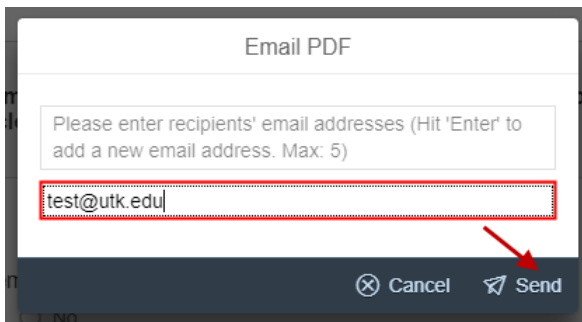 Email PDF
Please enter recipients' email addresses (Hit 'Enter' to
add a new email address. Max: 5)
test@utk.edu
Cancel
Send
No